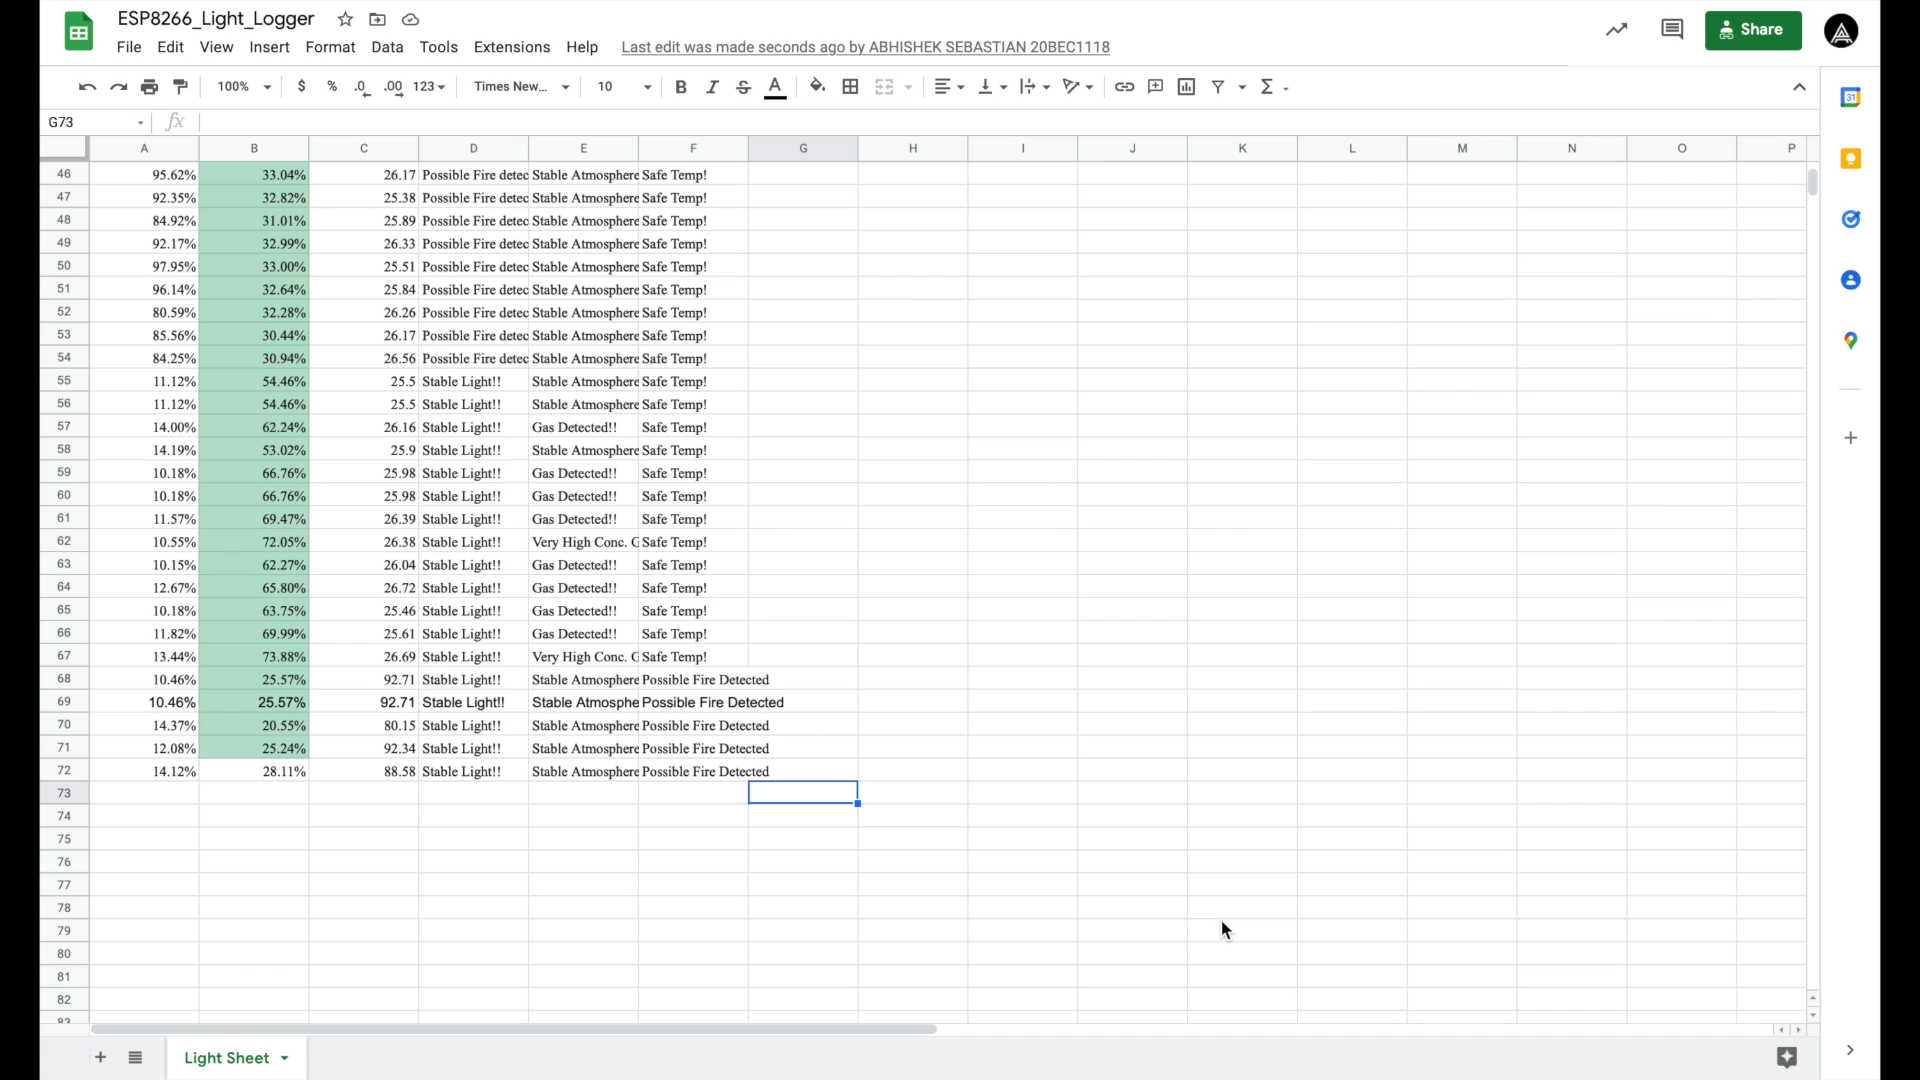 ESP8266_Light_Logger
File Edit View Insert Format Data Tools Extensions Help Last edit was made seconds ago by ABHISHEK SEBASTIAN 20BEC1118
Share
100% $ % .0 .00 123 Times New... 10 B I S A Σ
31
G73 fx
A B C D E F G H I J K L M N O P
46 95.62% 33.04% 26.17 Possible Fire detec Stable Atmosphere Safe Temp!
47 92.35% 32.82% 25.38 Possible Fire detec Stable Atmosphere Safe Temp!
48 84.92% 31.01% 25.89 Possible Fire detec Stable Atmosphere Safe Temp!
49 92.17% 32.99% 26.33 Possible Fire detec Stable Atmosphere Safe Temp!
50 97.95% 33.00% 25.51 Possible Fire detec Stable Atmosphere Safe Temp!
51 96.14% 32.64% 25.84 Possible Fire detec Stable Atmosphere Safe Temp!
52 80.59% 32.28% 26.26 Possible Fire detec Stable Atmosphere Safe Temp!
53 85.56% 30.44% 26.17 Possible Fire detec Stable Atmosphere Safe Temp!
54 84.25% 30.94% 26.56 Possible Fire detec Stable Atmosphere Safe Temp!
55 11.12% 54.46% 25.5 Stable Light!! Stable Atmosphere Safe Temp!
56 11.12% 54.46% 25.5 Stable Light!! Stable Atmosphere Safe Temp!
57 14.00% 62.24% 26.16 Stable Light!! Gas Detected!! Safe Temp!
58 14.19% 53.02% 25.9 Stable Light!! Stable Atmosphere Safe Temp!
59 10.18% 66.76% 25.98 Stable Light!! Gas Detected!! Safe Temp!
60 10.18% 66.76% 25.98 Stable Light!! Gas Detected!! Safe Temp!
61 11.57% 69.47% 26.39 Stable Light!! Gas Detected!! Safe Temp!
62 10.55% 72.05% 26.38 Stable Light!! Very High Conc. G Safe Temp!
63 10.15% 62.27% 26.04 Stable Light!! Gas Detected!! Safe Temp!
64 12.67% 65.80% 26.72 Stable Light!! Gas Detected!! Safe Temp!
65 10.18% 63.75% 25.46 Stable Light!! Gas Detected!! Safe Temp!
66 11.82% 69.99% 25.61 Stable Light!! Gas Detected!! Safe Temp!
67 13.44% 73.88% 26.69 Stable Light!! Very High Conc. G Safe Temp!
68 10.46% 25.57% 92.71 Stable Light!! Stable Atmosphere Possible Fire Detected
69 10.46% 25.57% 92.71 Stable Light!! Stable Atmosphe Possible Fire Detected
70 14.37% 20.55% 80.15 Stable Light!! Stable Atmosphere Possible Fire Detected
71 12.08% 25.24% 92.34 Stable Light!! Stable Atmosphere Possible Fire Detected
72 14.12% 28.11% 88.58 Stable Light!! Stable Atmosphere Possible Fire Detected
73
74
75
76
77
78
79
80
81
82
83
Light Sheet